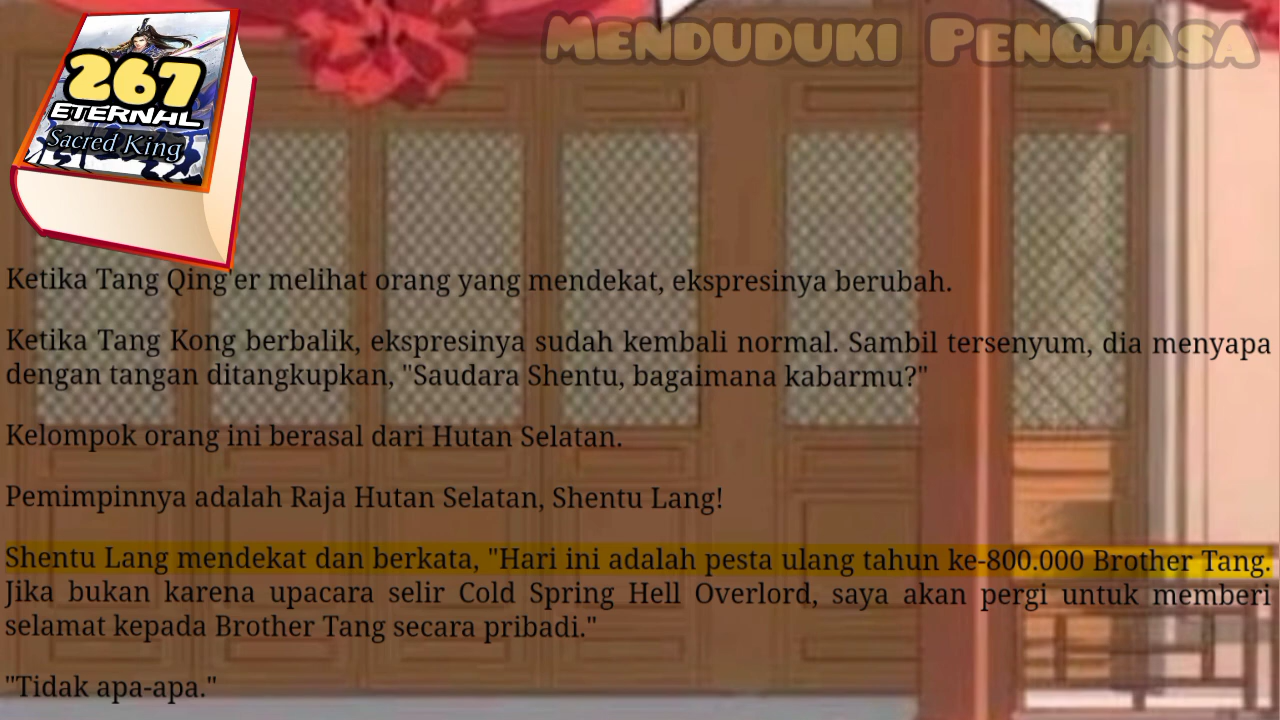 Menduduki Penguasa
267
ETERNAL
Sacred King
Ketika Tang Qing'er melihat orang yang mendekat, ekspresinya berubah.
Ketika Tang Kong berbalik, ekspresinya sudah kembali normal. Sambil tersenyum, dia menyapa
dengan tangan ditangkupkan, "Saudara Shentu, bagaimana kabarmu?"
Kelompok orang ini berasal dari Hutan Selatan.
Pemimpinnya adalah Raja Hutan Selatan, Shentu Lang!
Shentu Lang mendekat dan berkata, "Hari ini adalah pesta ulang tahun ke-800.000 Brother Tang.
Jika bukan karena upacara selir Cold Spring Hell Overlord, saya akan pergi untuk memberi
selamat kepada Brother Tang secara pribadi."
"Tidak apa-apa."